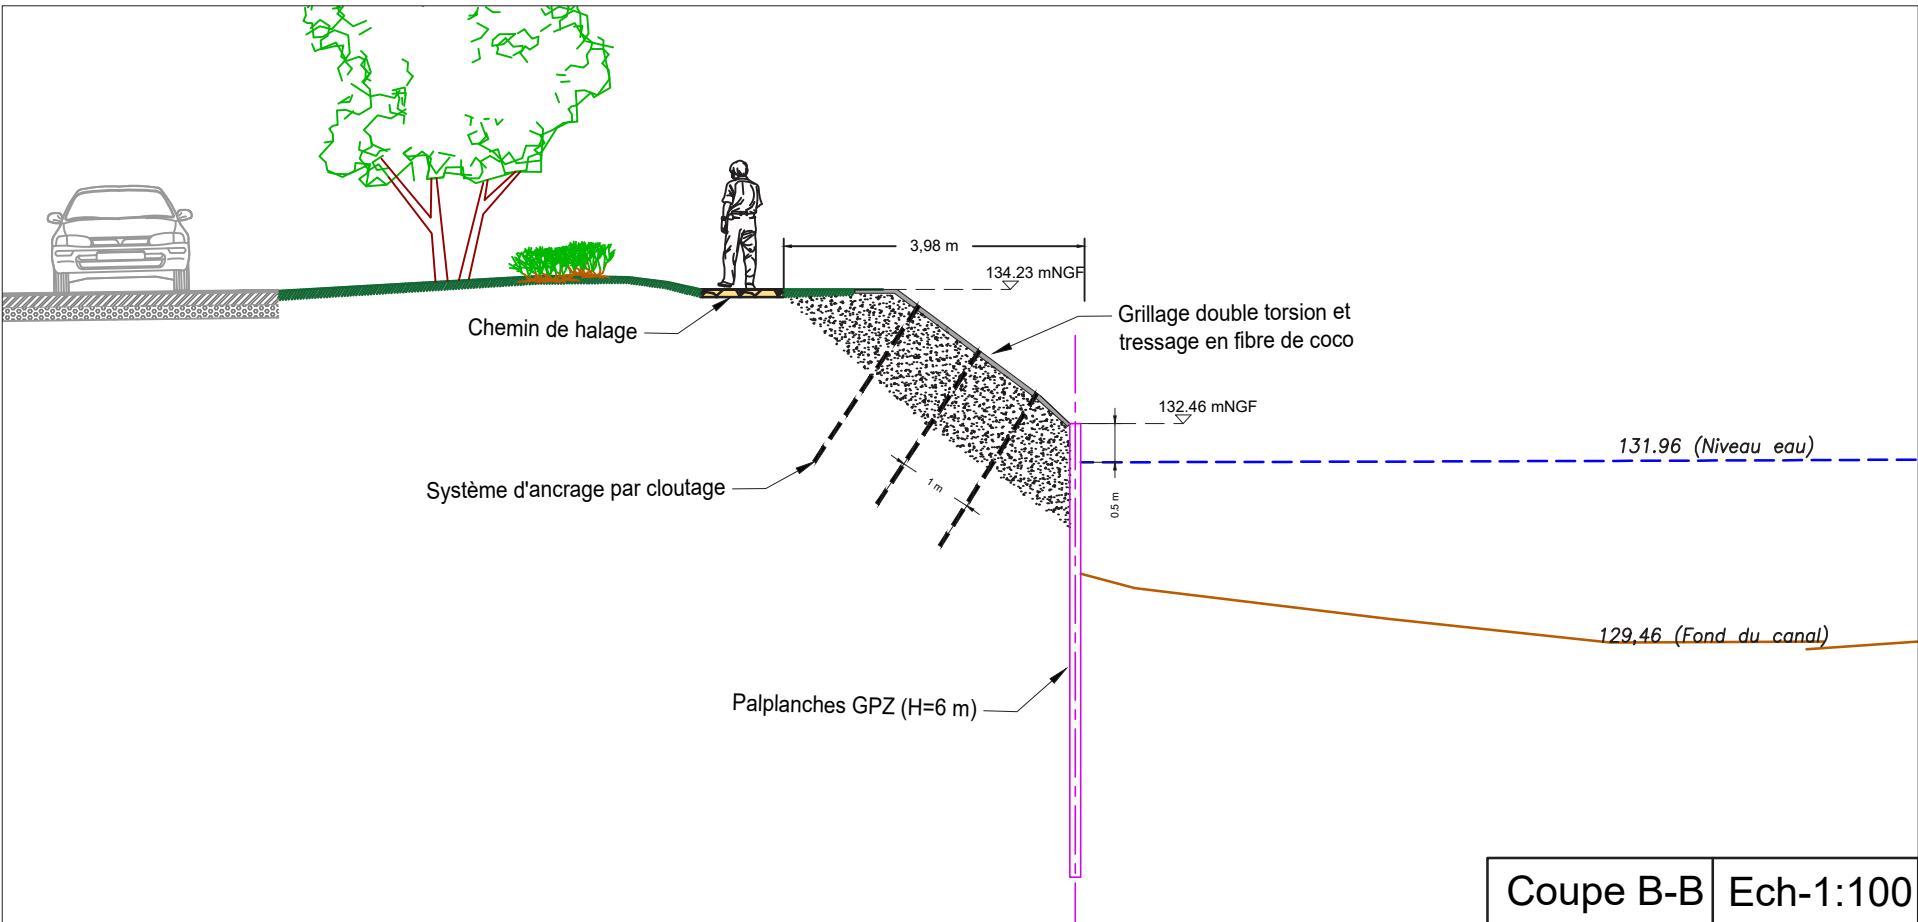 3,98 m
134.23 mNGF
Chemin de halage
Grillage double torsion et
tressage en fibre de coco
132.46 mNGF
131.96 (Niveau eau)
Système d'ancrage par cloutage
1 m
0.5 m
129,46 (Fond du canal)
Palplanches GPZ (H=6 m)
Coupe B-B
Ech-1:100